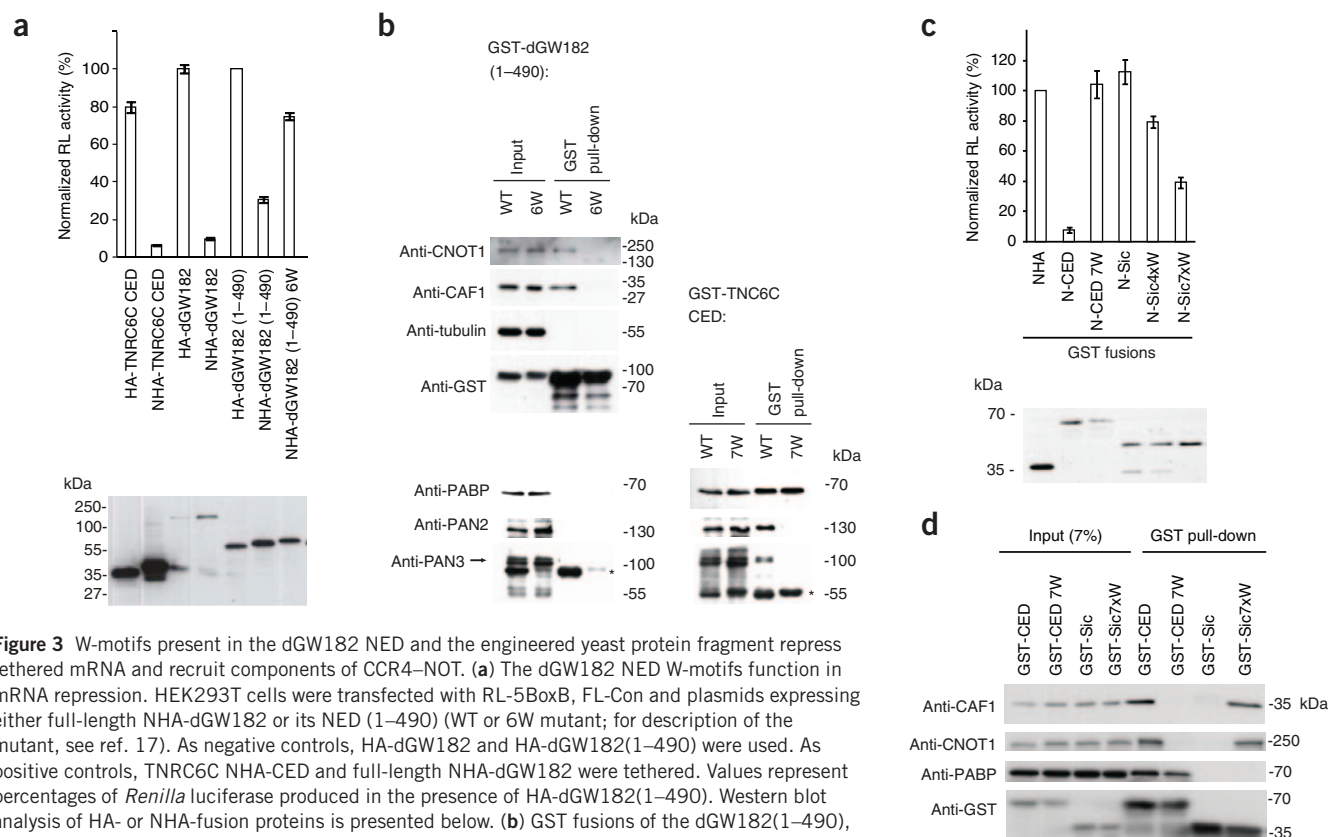 a
Normalized RL activity (%)
100
80
60
40
20
0
HA-TNRC6C CED
NHA-TNRC6C CED
HA-dGW182
NHA-dGW182
HA-dGW182 (1–490)
NHA-dGW182 (1–490)
NHA-dGW182 (1–490) 6W
kDa
250-
100-
55-
35-
27-
b
GST-dGW182
(1–490):
Input
GST
pull-down
WT
6W
WT
6W
kDa
Anti-CNOT1
-250
-130
Anti-CAF1
-35
-27
Anti-tubulin
-55
Anti-GST
-100
-70
Anti-PABP
-70
Anti-PAN2
-130
Anti-PAN3
-100
*
-55
GST-TNC6C
CED:
Input
GST
pull-down
WT
7W
WT
7W
kDa
-70
-130
-100
* -55
c
Normalized RL activity (%)
120
100
80
60
40
20
0
NHA
N-CED
N-CED 7W
N-Sic
N-Sic4xW
N-Sic7xW
GST fusions
kDa
70 -
35 -
d
Input (7%)
GST pull-down
GST-CED
GST-CED 7W
GST-Sic
GST-Sic7xW
GST-CED
GST-CED 7W
GST-Sic
GST-Sic7xW
Anti-CAF1
-35 kDa
Anti-CNOT1
-250
Anti-PABP
-70
Anti-GST
-70
-35
Figure 3 W-motifs present in the dGW182 NED and the engineered yeast protein fragment repress
tethered mRNA and recruit components of CCR4–NOT. (a) The dGW182 NED W-motifs function in
mRNA repression. HEK293T cells were transfected with RL-5BoxB, FL-Con and plasmids expressing
either full-length NHA-dGW182 or its NED (1–490) (WT or 6W mutant; for description of the
mutant, see ref. 17). As negative controls, HA-dGW182 and HA-dGW182(1–490) were used. As
positive controls, TNRC6C NHA-CED and full-length NHA-dGW182 were tethered. Values represent
percentages of Renilla luciferase produced in the presence of HA-dGW182(1–490). Western blot
analysis of HA- or NHA-fusion proteins is presented below. (b) GST fusions of the dGW182(1–490),